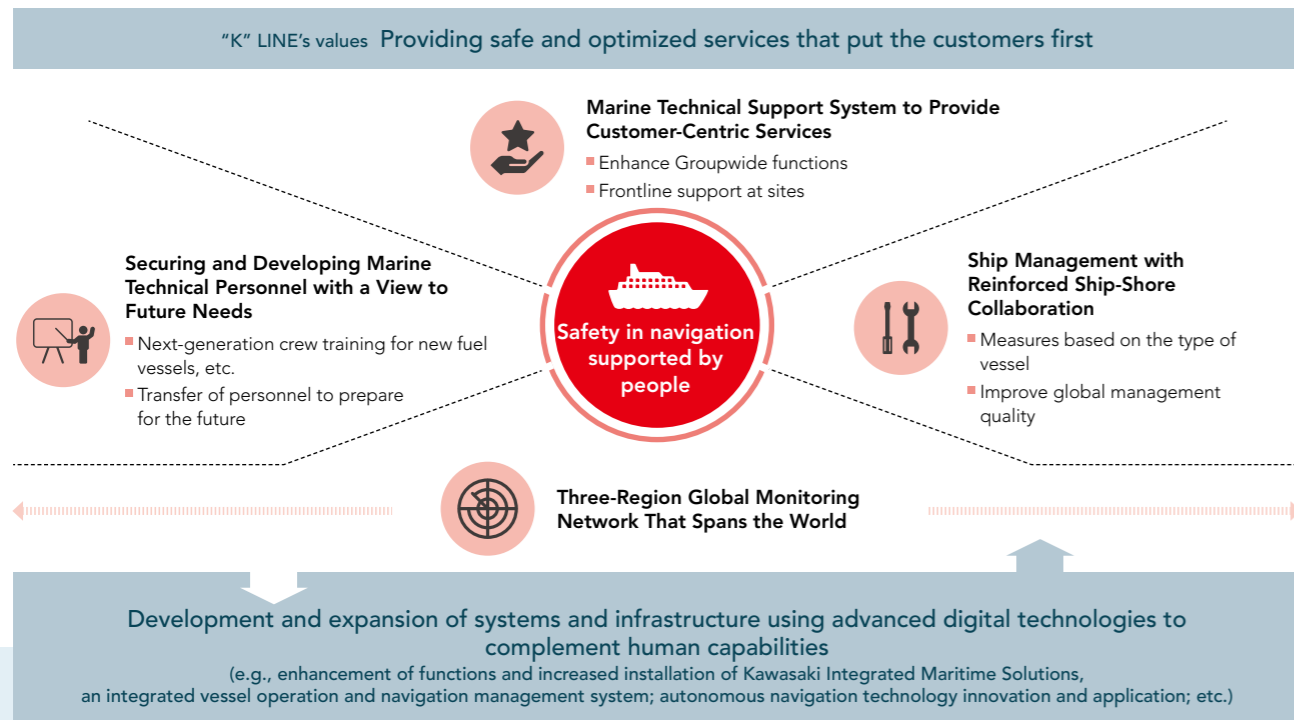 “K” LINE’s values Providing safe and optimized services that put the customers first
Marine Technical Support System to Provide
Customer-Centric Services
Enhance Groupwide functions
Frontline support at sites
Securing and Developing Marine
Technical Personnel with a View to
Future Needs
Next-generation crew training for new fuel
vessels, etc.
Transfer of personnel to prepare
for the future
Safety in navigation
supported by
people
Ship Management with
Reinforced Ship-Shore
Collaboration
Measures based on the type of
vessel
Improve global management
quality
Three-Region Global Monitoring
Network That Spans the World
Development and expansion of systems and infrastructure using advanced digital technologies to
complement human capabilities
(e.g., enhancement of functions and increased installation of Kawasaki Integrated Maritime Solutions,
an integrated vessel operation and navigation management system; autonomous navigation technology innovation and application; etc.)